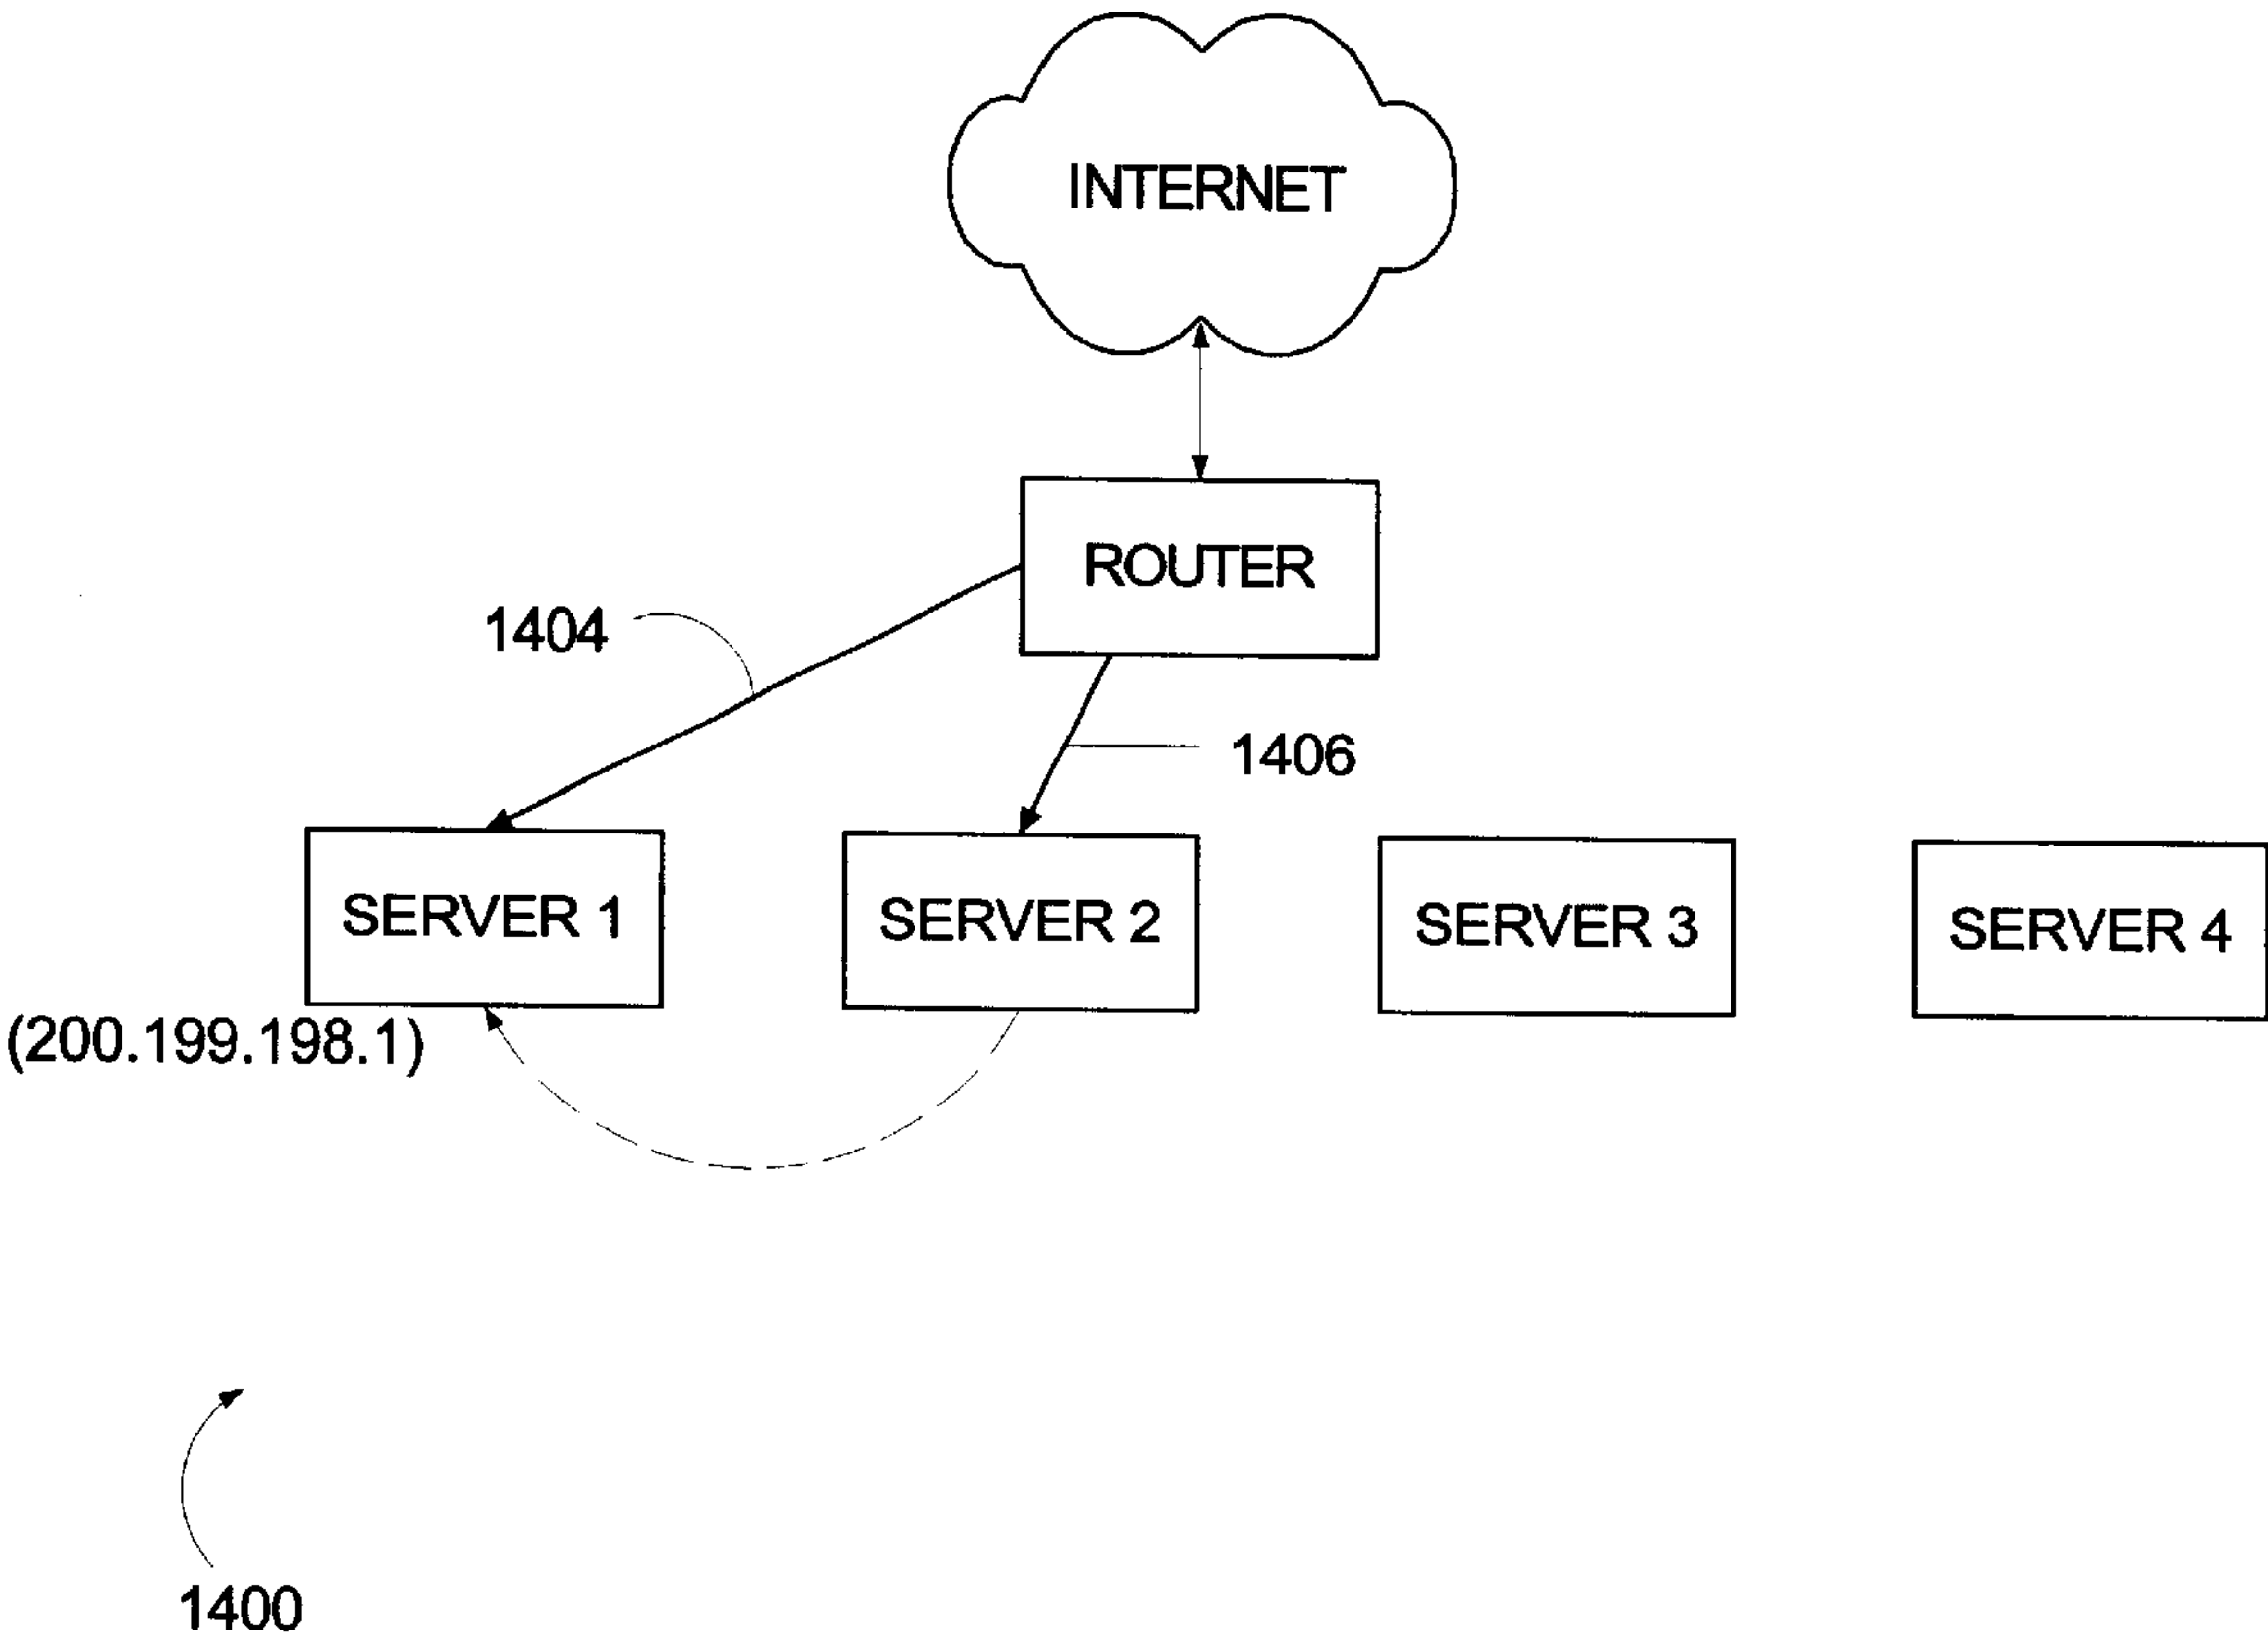 INTERNET
ROUTER
1404
1406
SERVER 1
SERVER 2
SERVER 3
SERVER 4
(200.199.198.1)
1400